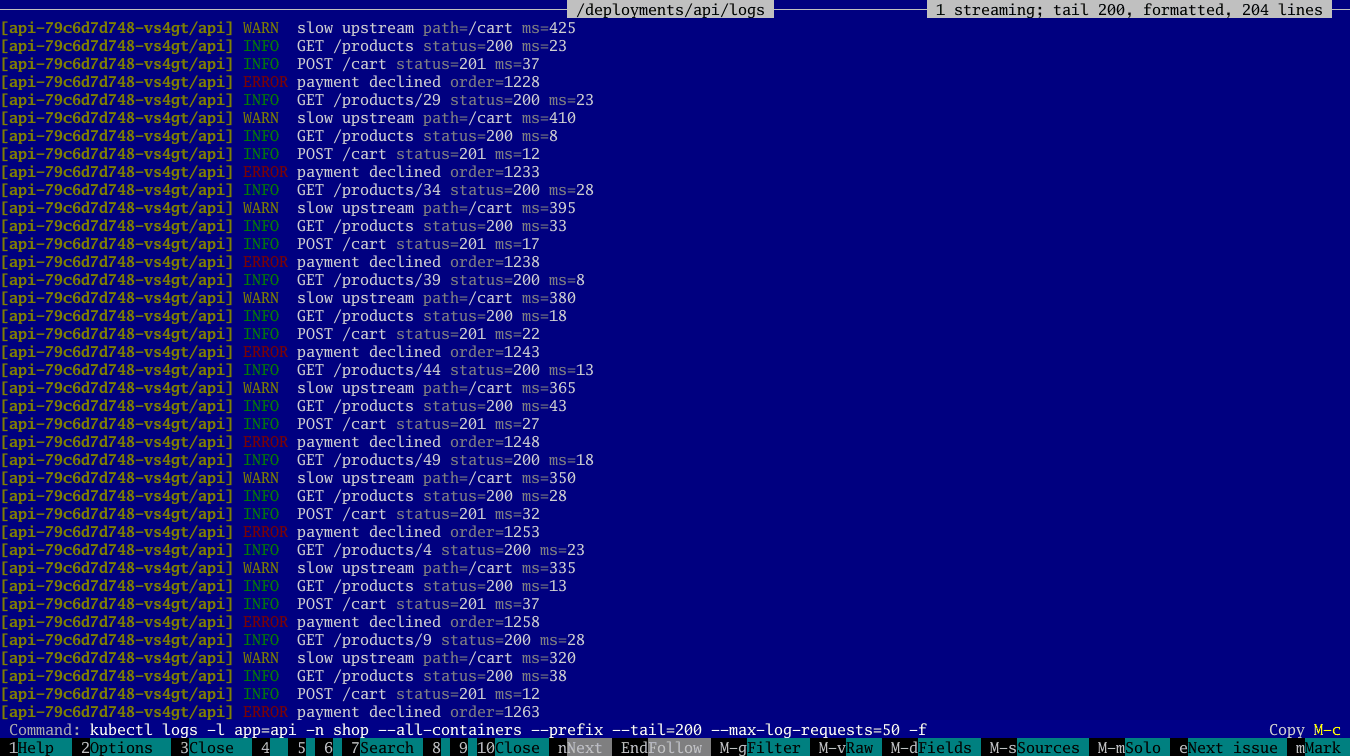 /deployments/api/logs 1 streaming; tail 200, formatted, 204 lines
[api-79c6d7d748-vs4gt/api] WARN slow upstream path=/cart ms=425
[api-79c6d7d748-vs4gt/api] INFO GET /products status=200 ms=23
[api-79c6d7d748-vs4gt/api] INFO POST /cart status=201 ms=37
[api-79c6d7d748-vs4gt/api] ERROR payment declined order=1228
[api-79c6d7d748-vs4gt/api] INFO GET /products/29 status=200 ms=23
[api-79c6d7d748-vs4gt/api] WARN slow upstream path=/cart ms=410
[api-79c6d7d748-vs4gt/api] INFO GET /products status=200 ms=8
[api-79c6d7d748-vs4gt/api] INFO POST /cart status=201 ms=12
[api-79c6d7d748-vs4gt/api] ERROR payment declined order=1233
[api-79c6d7d748-vs4gt/api] INFO GET /products/34 status=200 ms=28
[api-79c6d7d748-vs4gt/api] WARN slow upstream path=/cart ms=395
[api-79c6d7d748-vs4gt/api] INFO GET /products status=200 ms=33
[api-79c6d7d748-vs4gt/api] INFO POST /cart status=201 ms=17
[api-79c6d7d748-vs4gt/api] ERROR payment declined order=1238
[api-79c6d7d748-vs4gt/api] INFO GET /products/39 status=200 ms=8
[api-79c6d7d748-vs4gt/api] WARN slow upstream path=/cart ms=380
[api-79c6d7d748-vs4gt/api] INFO GET /products status=200 ms=18
[api-79c6d7d748-vs4gt/api] INFO POST /cart status=201 ms=22
[api-79c6d7d748-vs4gt/api] ERROR payment declined order=1243
[api-79c6d7d748-vs4gt/api] INFO GET /products/44 status=200 ms=13
[api-79c6d7d748-vs4gt/api] WARN slow upstream path=/cart ms=365
[api-79c6d7d748-vs4gt/api] INFO GET /products status=200 ms=43
[api-79c6d7d748-vs4gt/api] INFO POST /cart status=201 ms=27
[api-79c6d7d748-vs4gt/api] ERROR payment declined order=1248
[api-79c6d7d748-vs4gt/api] INFO GET /products/49 status=200 ms=18
[api-79c6d7d748-vs4gt/api] WARN slow upstream path=/cart ms=350
[api-79c6d7d748-vs4gt/api] INFO GET /products status=200 ms=28
[api-79c6d7d748-vs4gt/api] INFO POST /cart status=201 ms=32
[api-79c6d7d748-vs4gt/api] ERROR payment declined order=1253
[api-79c6d7d748-vs4gt/api] INFO GET /products/4 status=200 ms=23
[api-79c6d7d748-vs4gt/api] WARN slow upstream path=/cart ms=335
[api-79c6d7d748-vs4gt/api] INFO GET /products status=200 ms=13
[api-79c6d7d748-vs4gt/api] INFO POST /cart status=201 ms=37
[api-79c6d7d748-vs4gt/api] ERROR payment declined order=1258
[api-79c6d7d748-vs4gt/api] INFO GET /products/9 status=200 ms=28
[api-79c6d7d748-vs4gt/api] WARN slow upstream path=/cart ms=320
[api-79c6d7d748-vs4gt/api] INFO GET /products status=200 ms=38
[api-79c6d7d748-vs4gt/api] INFO POST /cart status=201 ms=12
[api-79c6d7d748-vs4gt/api] ERROR payment declined order=1263
Command: kubectl logs -l app=api -n shop --all-containers --prefix --tail=200 --max-log-requests=50 -f Copy M-c
1Help 2Options 3Close 4 5 6 7Search 8 9 10Close nNext EndFollow M-gFilter M-vRaw M-dFields M-sSources M-mSolo eNext issue mMark